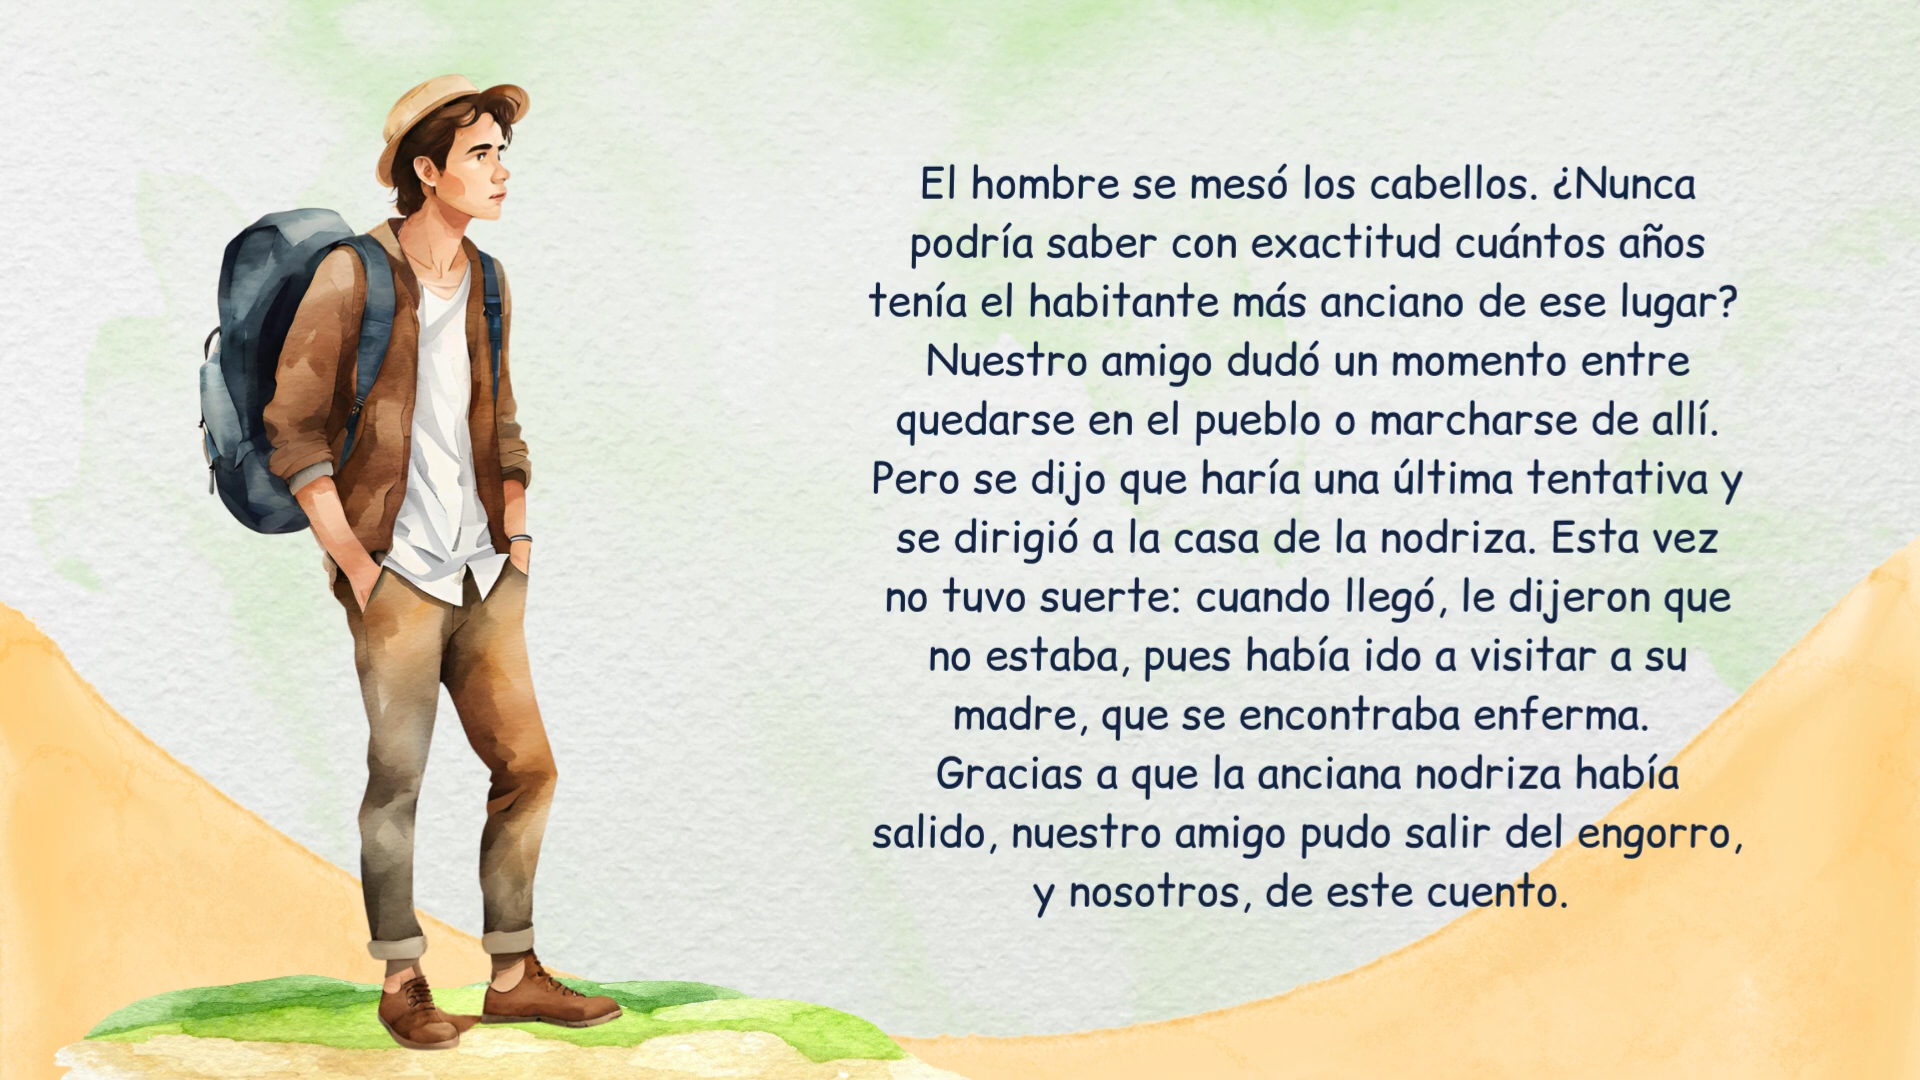 El hombre se mesó los cabellos. ¿Nunca
podría saber con exactitud cuántos años
tenía el habitante más anciano de ese lugar?
Nuestro amigo dudó un momento entre
quedarse en el pueblo o marcharse de allí.
Pero se dijo que haría una última tentativa y
se dirigió a la casa de la nodriza. Esta vez
no tuvo suerte: cuando llegó, le dijeron que
no estaba, pues había ido a visitar a su
madre, que se encontraba enferma.
Gracias a que la anciana nodriza había
salido, nuestro amigo pudo salir del engorro,
y nosotros, de este cuento.